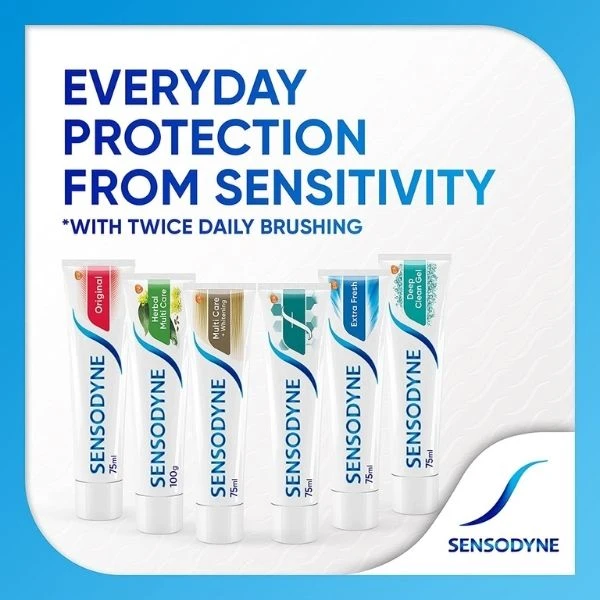 EVERYDAY
PROTECTION
FROM SENSITIVITY
*WITH TWICE DAILY BRUSHING
Original
SENSODYNE
75ml
Herbal
Multi Care
SENSODYNE
100g
Multi Care
+ Whitening
SENSODYNE
75ml
f
SENSODYNE
75ml
Extra Fresh
SENSODYNE
75ml
Deep
Clean Gel
SENSODYNE
75ml
SENSODYNE